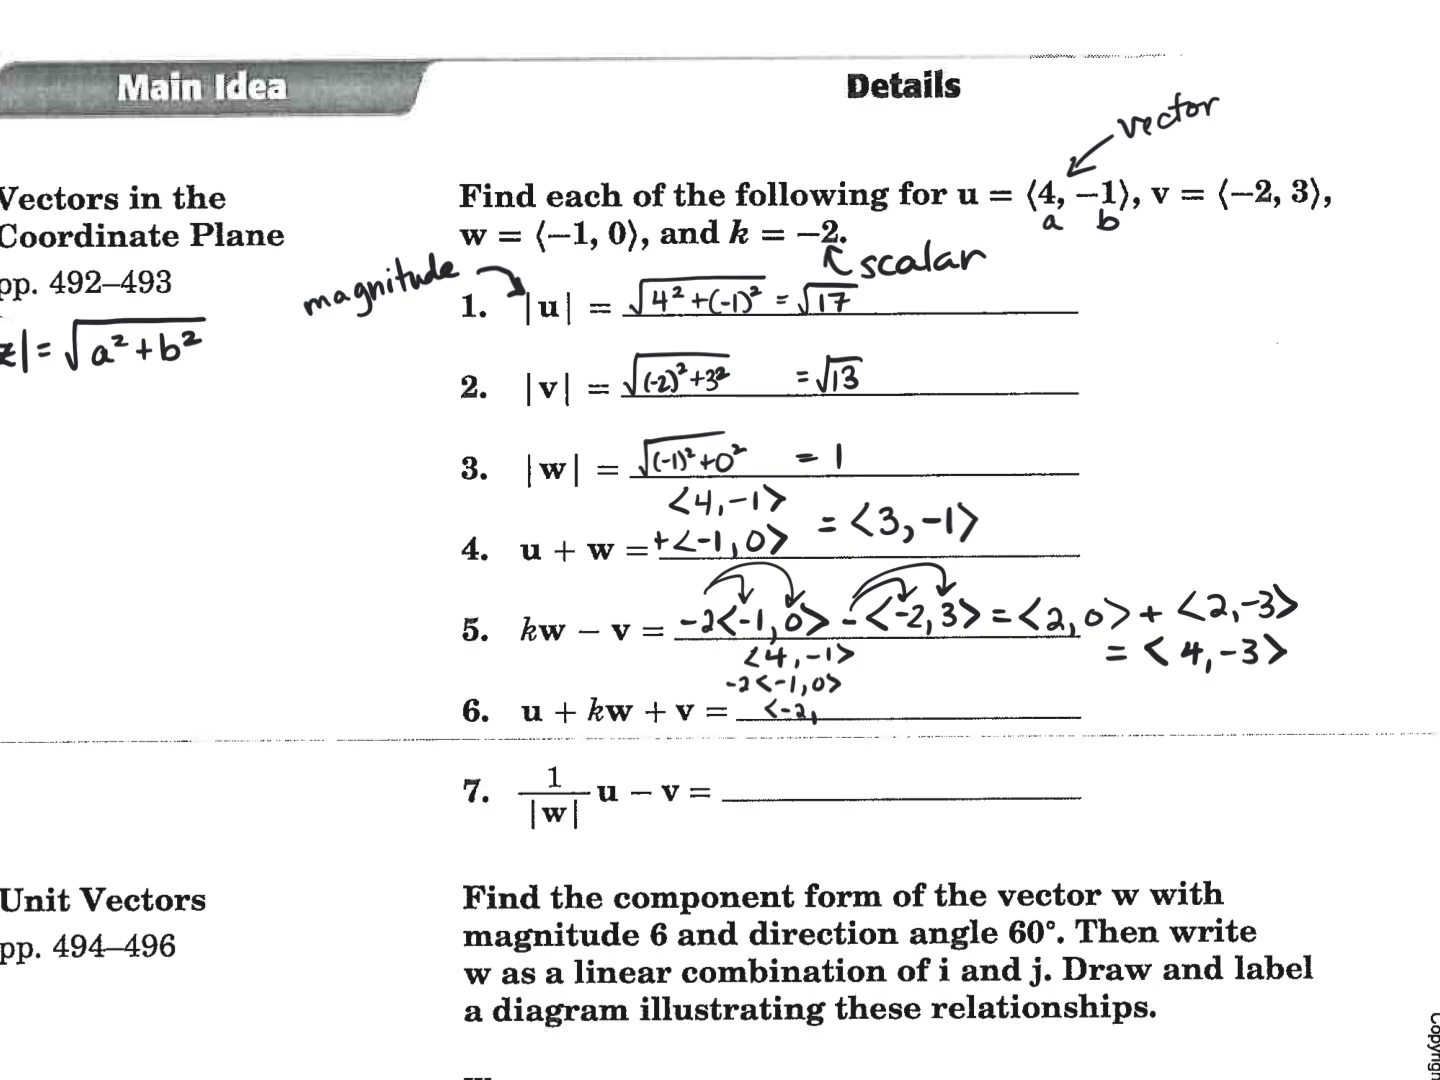 Main Idea
Details
vector
Vectors in the
Coordinate Plane
pp. 492–493
z| = √(a² + b²)
Find each of the following for u = ⟨4, −1⟩, v = ⟨−2, 3⟩,
a b
w = ⟨−1, 0⟩, and k = −2.
scalar
magnitude
1. |u| = √(4² + (-1)²) = √17
2. |v| = √((-2)² + 3²) = √13
3. |w| = √((-1)² + 0²) = 1
<4, -1>
4. u + w = + <-1, 0> = <3, -1>
5. kw − v = -2<-1, 0> - <-2, 3> = <2, 0> + <2, -3>
= <4, -3>
<4, -1>
-2<-1, 0>
6. u + kw + v = <-2,
7. 1/|w| u − v =
Unit Vectors
pp. 494–496
Find the component form of the vector w with
magnitude 6 and direction angle 60°. Then write
w as a linear combination of i and j. Draw and label
a diagram illustrating these relationships.